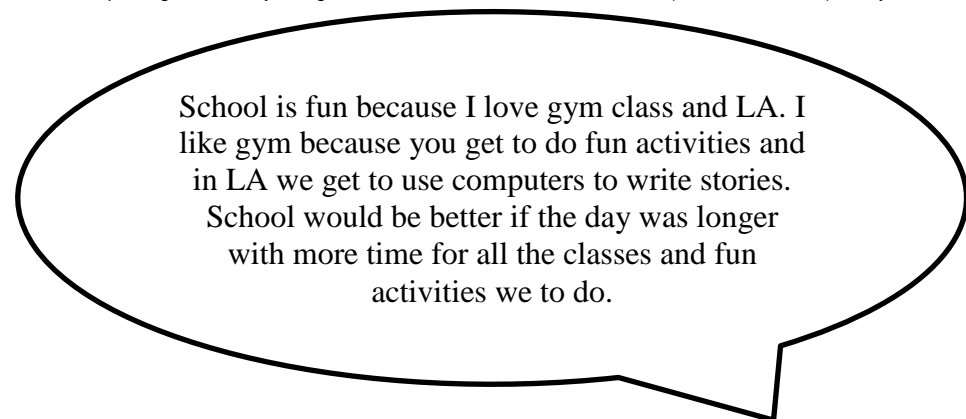 School is fun because I love gym class and LA. I
like gym because you get to do fun activities and
in LA we get to use computers to write stories.
School would be better if the day was longer
with more time for all the classes and fun
activities we to do.